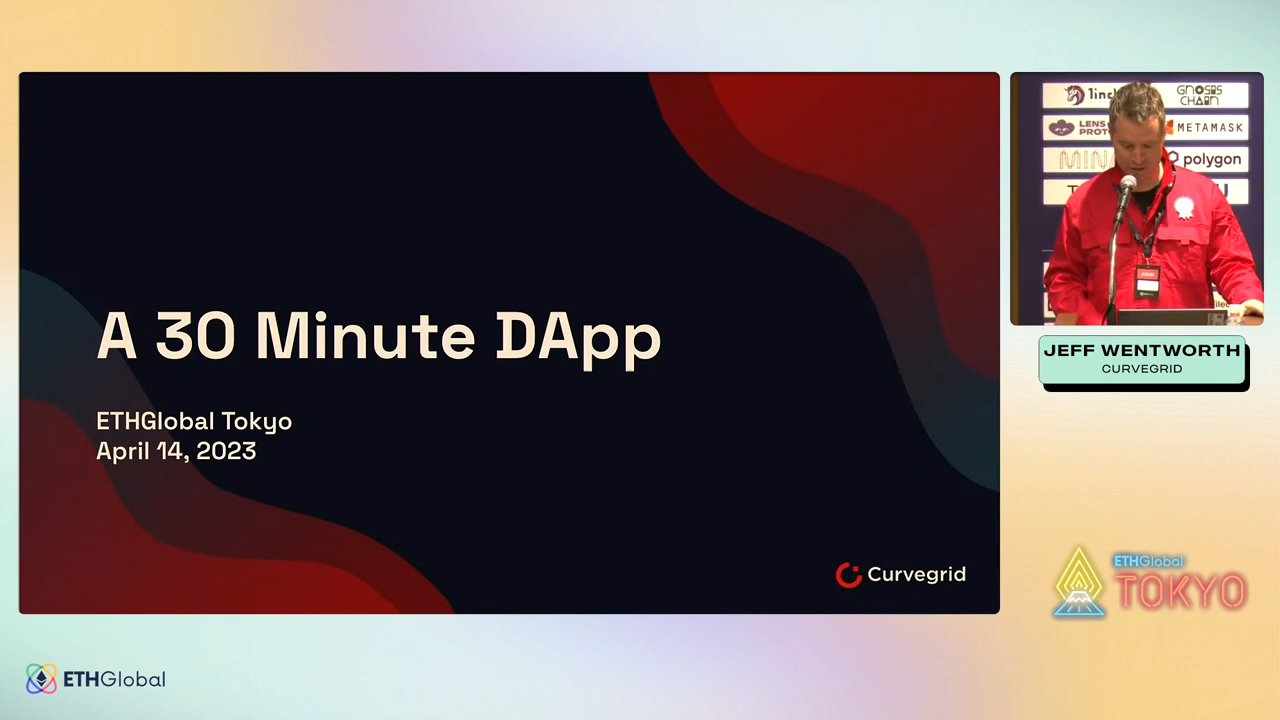 A 30 Minute DApp
ETHGlobal Tokyo
April 14, 2023
Curvegrid
1inch
GNOSIS
CHAIN
LENS
METAMASK
polygon
JEFF WENTWORTH
CURVEGRID
ETHGlobal
TOKYO
ETHGlobal